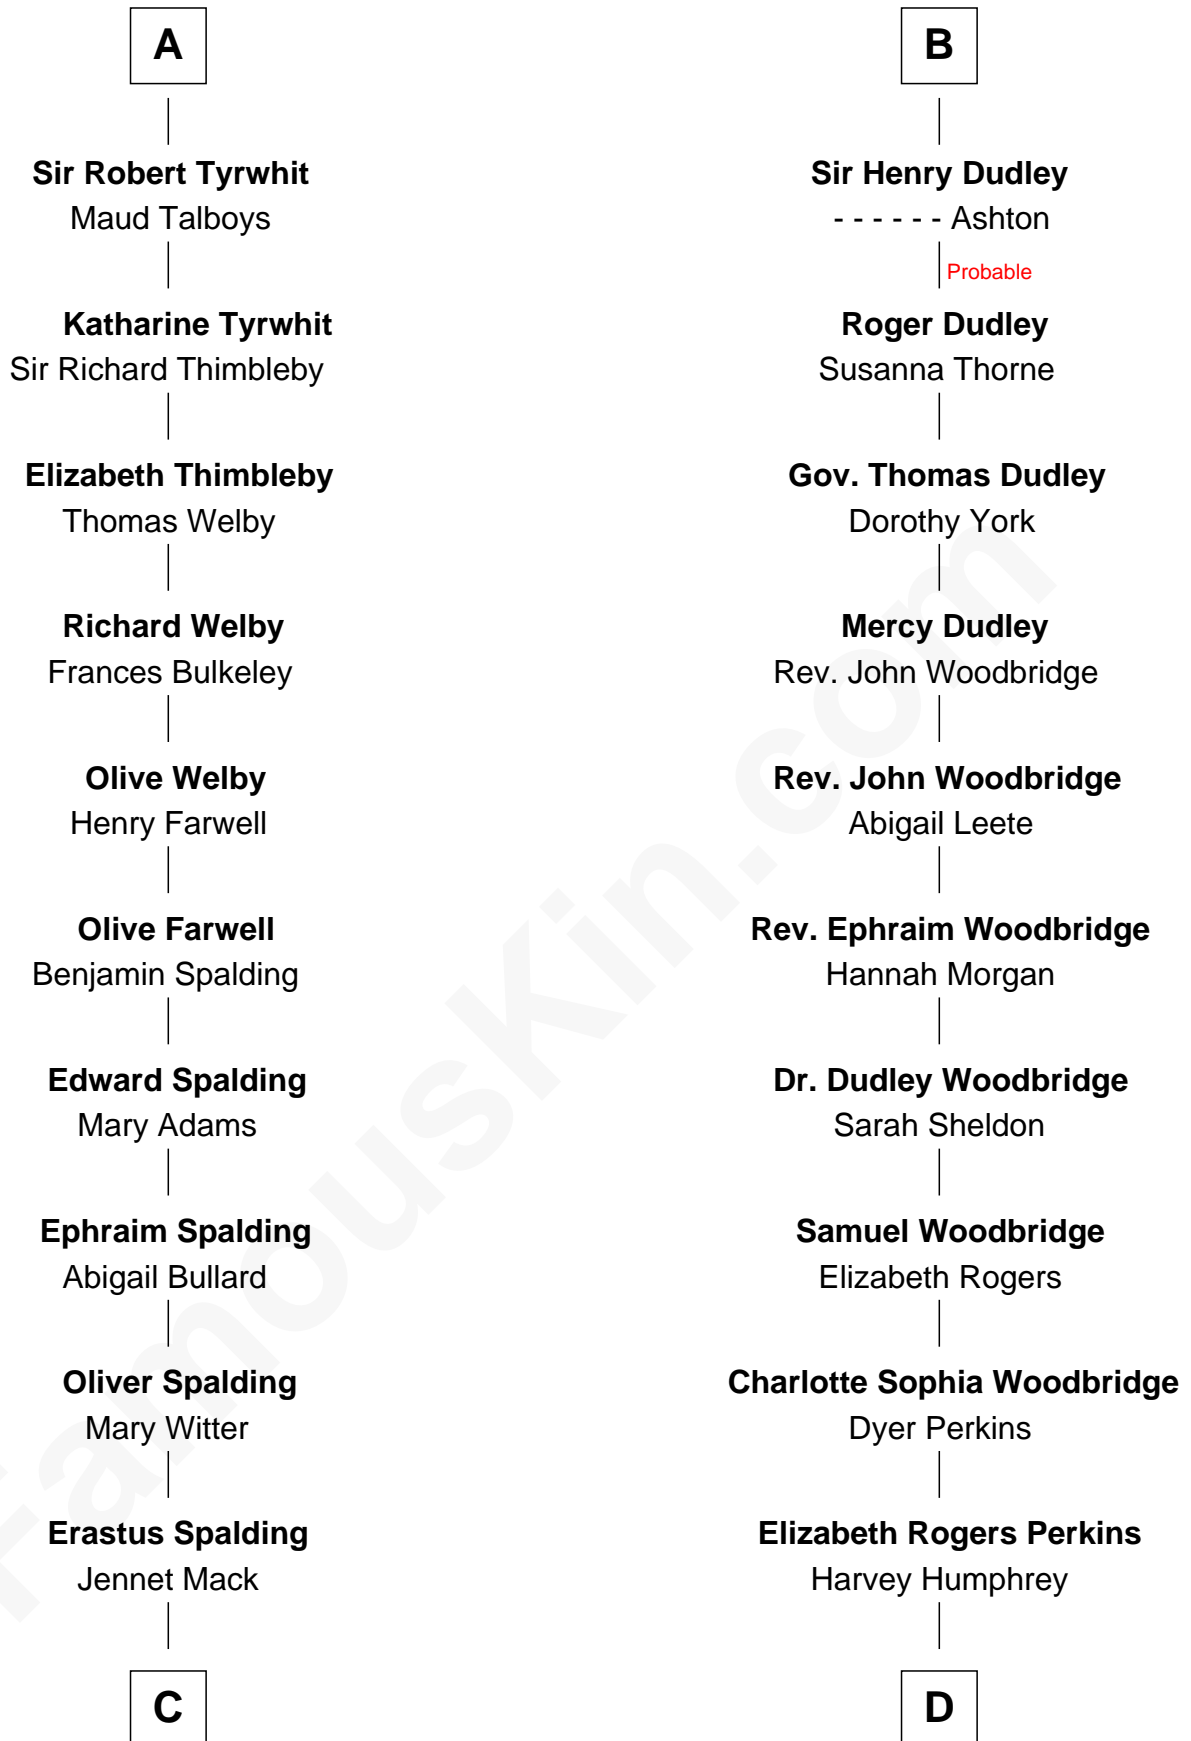 A
Sir Robert Tyrwhit
Maud Talboys
Katharine Tyrwhit
Sir Richard Thimbleby
Elizabeth Thimbleby
Thomas Welby
Richard Welby
Frances Bulkeley
Olive Welby
Henry Farwell
Olive Farwell
Benjamin Spalding
Edward Spalding
Mary Adams
Ephraim Spalding
Abigail Bullard
Oliver Spalding
Mary Witter
Erastus Spalding
Jennet Mack
C
B
Sir Henry Dudley
- - - - - - Ashton
Probable
Roger Dudley
Susanna Thorne
Gov. Thomas Dudley
Dorothy York
Mercy Dudley
Rev. John Woodbridge
Rev. John Woodbridge
Abigail Leete
Rev. Ephraim Woodbridge
Hannah Morgan
Dr. Dudley Woodbridge
Sarah Sheldon
Samuel Woodbridge
Elizabeth Rogers
Charlotte Sophia Woodbridge
Dyer Perkins
Elizabeth Rogers Perkins
Harvey Humphrey
D
FamousKin.com